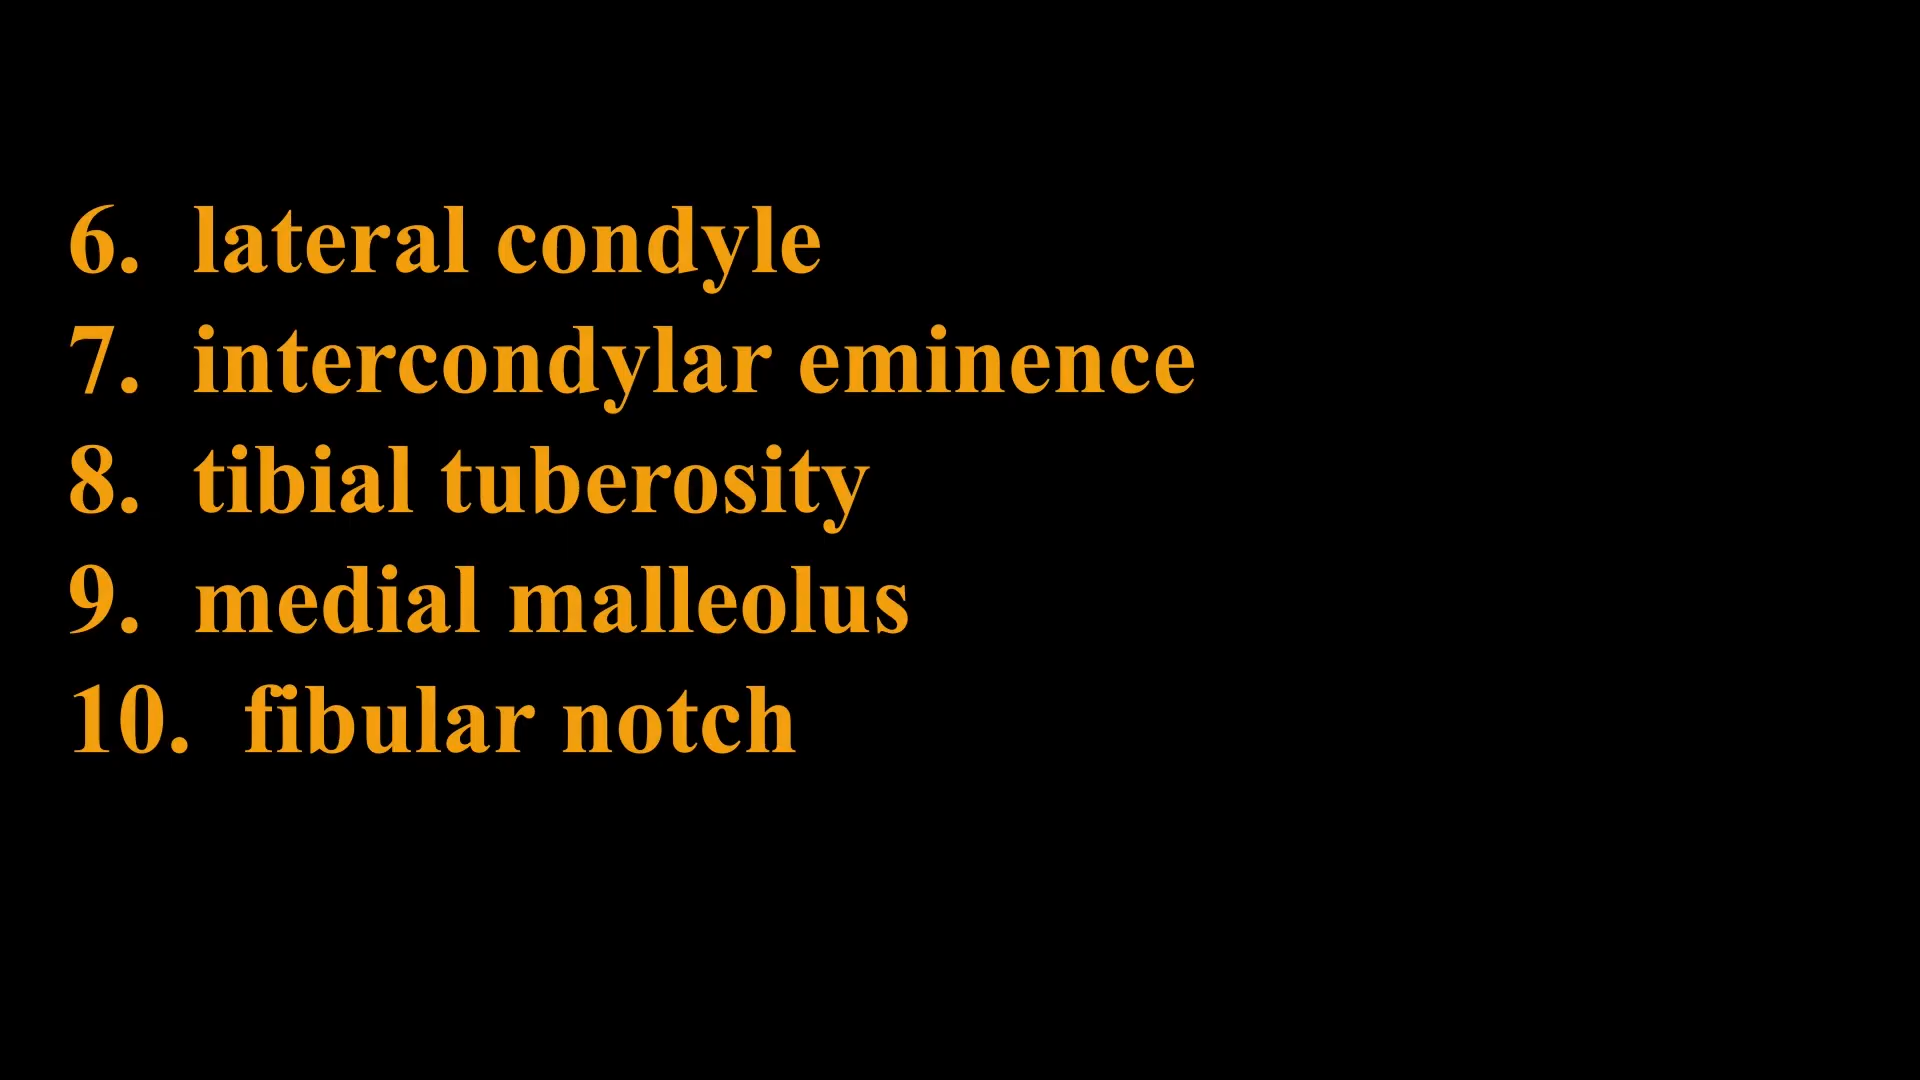 6. lateral condyle
7. intercondylar eminence
8. tibial tuberosity
9. medial malleolus
10. fibular notch